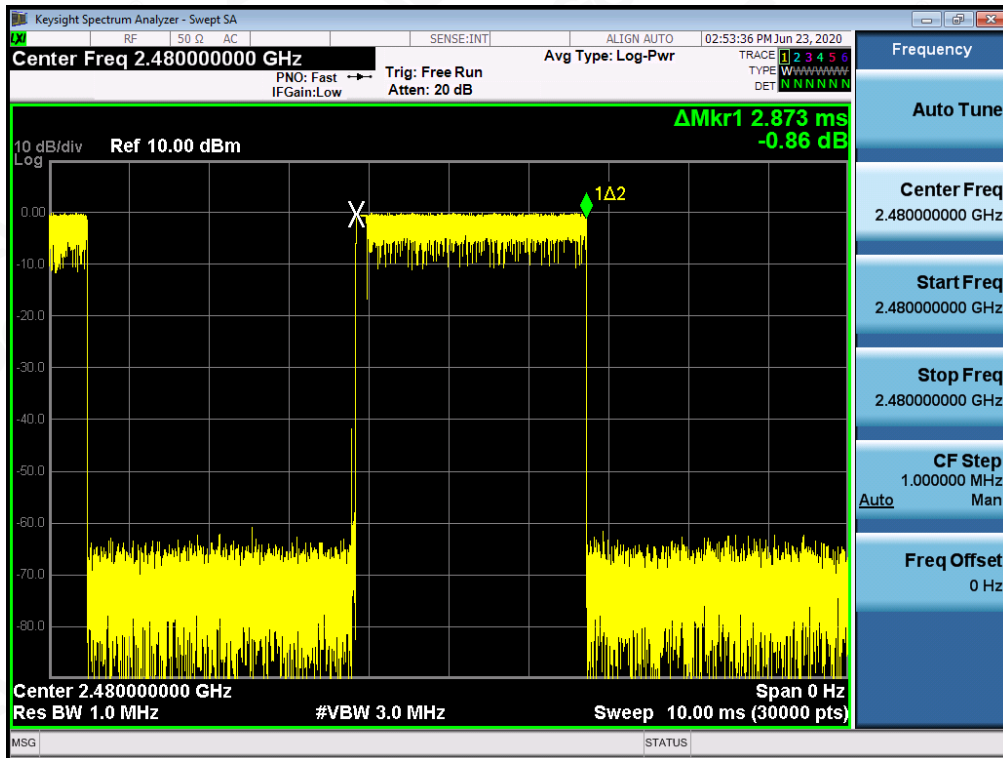 Keysight Spectrum Analyzer - Swept SA
LXI RF 50 Ω AC SENSE:INT ALIGN AUTO 02:53:36 PM Jun 23, 2020
Center Freq 2.480000000 GHz
PNO: Fast
IFGain:Low
Trig: Free Run
Atten: 20 dB
Avg Type: Log-Pwr
TRACE 1 2 3 4 5 6
TYPE WWWWWW
DET N N N N N N
ΔMkr1 2.873 ms
-0.86 dB
10 dB/div Ref 10.00 dBm
Log
1Δ2
0.00
-10.0
-20.0
-30.0
-40.0
-50.0
-60.0
-70.0
-80.0
Center 2.480000000 GHz Span 0 Hz
Res BW 1.0 MHz #VBW 3.0 MHz Sweep 10.00 ms (30000 pts)
MSG STATUS
Frequency
Auto Tune
Center Freq
2.480000000 GHz
Start Freq
2.480000000 GHz
Stop Freq
2.480000000 GHz
CF Step
1.000000 MHz
Auto Man
Freq Offset
0 Hz